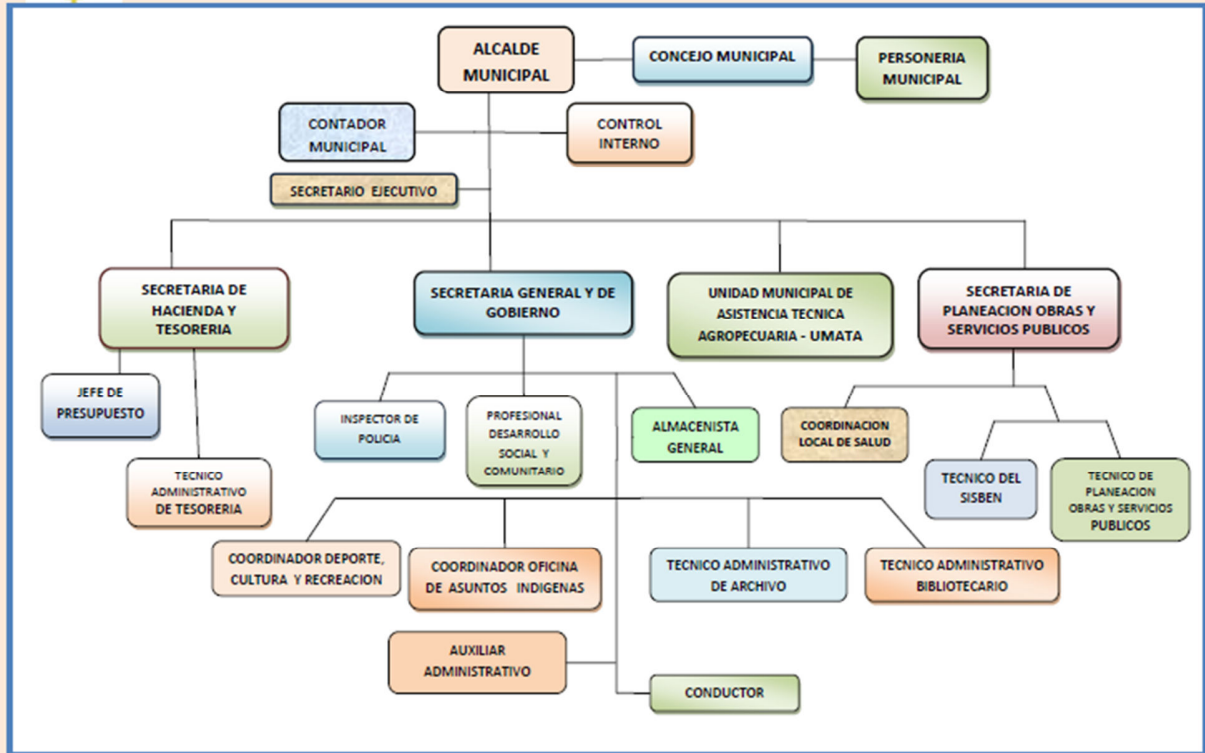 ALCALDE
MUNICIPAL
CONCEJO MUNICIPAL
PERSONERIA
MUNICIPAL
CONTADOR
MUNICIPAL
CONTROL
INTERNO
SECRETARIO EJECUTIVO
SECRETARIA DE
HACIENDA Y
TESORERIA
SECRETARIA GENERAL Y DE
GOBIERNO
UNIDAD MUNICIPAL DE
ASISTENCIA TECNICA
AGROPECUARIA - UMATA
SECRETARIA DE
PLANEACION OBRAS Y
SERVICIOS PUBLICOS
JEFE DE
PRESUPUESTO
TECNICO
ADMINISTRATIVO
DE TESORERIA
INSPECTOR DE
POLICIA
PROFESIONAL
DESARROLLO
SOCIAL Y
COMUNITARIO
ALMACENISTA
GENERAL
COORDINACION
LOCAL DE SALUD
TECNICO DEL
SISBEN
TECNICO DE
PLANEACION
OBRAS Y SERVICIOS
PUBLICOS
COORDINADOR DEPORTE,
CULTURA Y RECREACION
COORDINADOR OFICINA
DE ASUNTOS INDIGENAS
TECNICO ADMINISTRATIVO
DE ARCHIVO
TECNICO ADMINISTRATIVO
BIBLIOTECARIO
AUXILIAR
ADMINISTRATIVO
CONDUCTOR